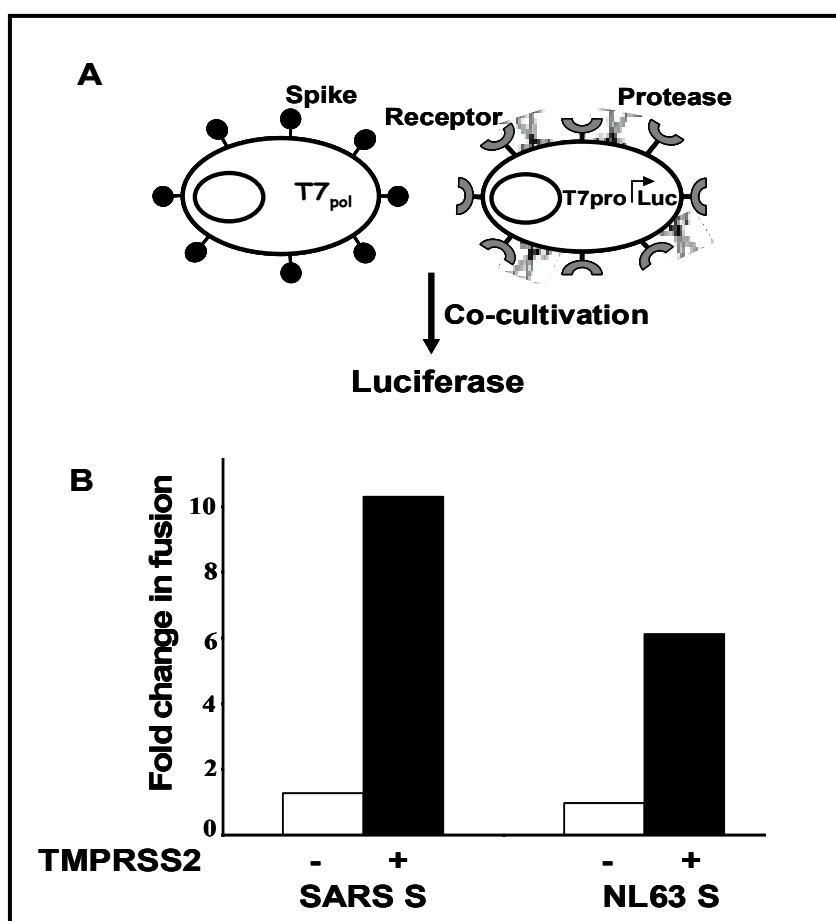 A
Spike
Receptor
Protease
T7pol
T7pro Luc
Co-cultivation
Luciferase
B
Fold change in fusion
10
8
6
4
2
0
TMPRSS2 - + - +
SARS S NL63 S